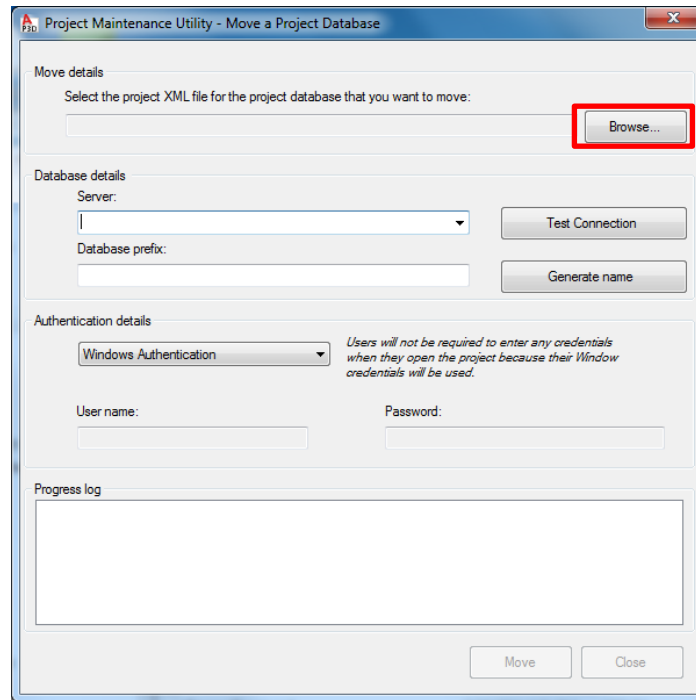 A
P3D
Project Maintenance Utility - Move a Project Database
x
Move details
Select the project XML file for the project database that you want to move:
Browse...
Database details
Server:
Test Connection
Database prefix:
Generate name
Authentication details
Windows Authentication
Users will not be required to enter any credentials
when they open the project because their Window
credentials will be used.
User name:
Password:
Progress log
Move
Close